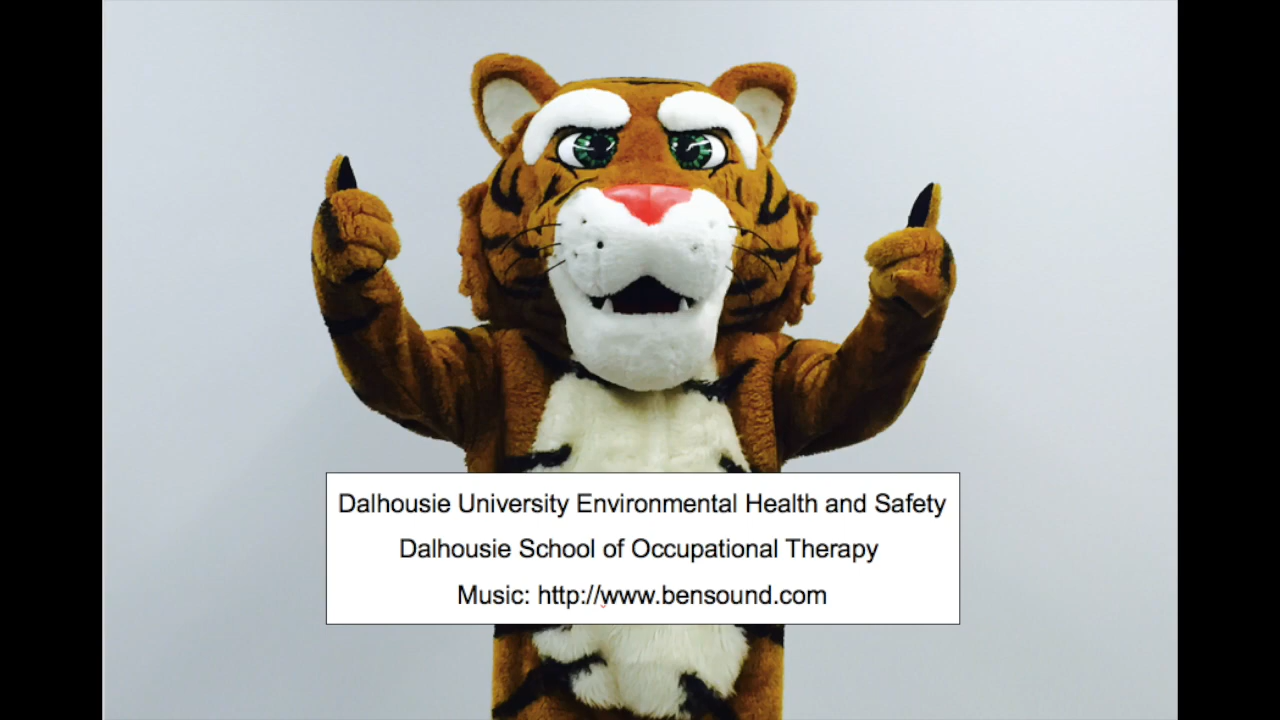 Dalhousie University Environmental Health and Safety
Dalhousie School of Occupational Therapy
Music: http://www.bensound.com